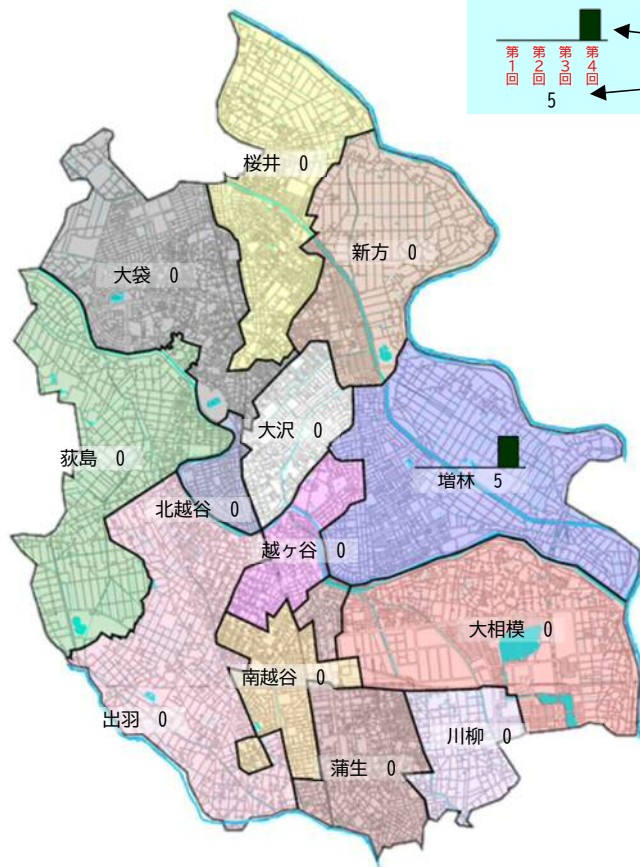 第1回 第2回 第3回 第4回
5
桜井 0
新方 0
大袋 0
大沢 0
荻島 0
増林 5
北越谷 0
越ヶ谷 0
大相模 0
南越谷 0
出羽 0
川柳 0
蒲生 0